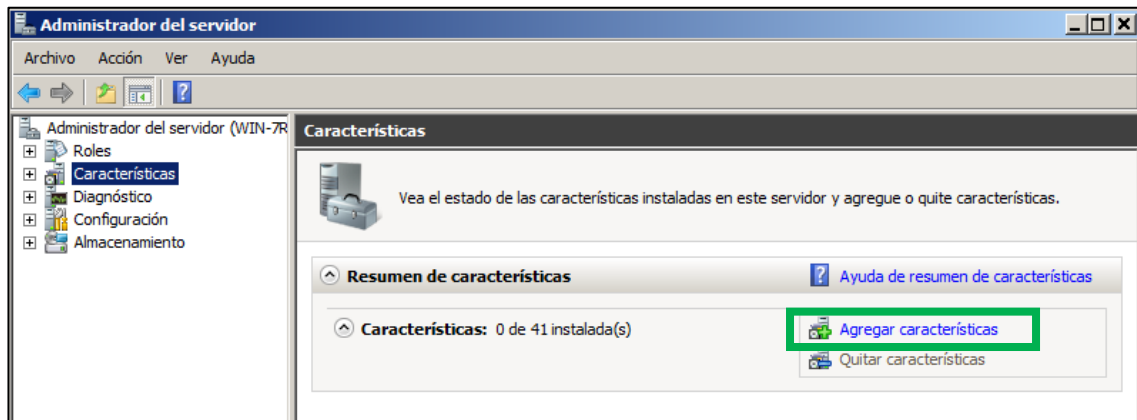 Administrador del servidor
Archivo Acción Ver Ayuda
Administrador del servidor (WIN-7R
Roles
Características
Diagnóstico
Configuración
Almacenamiento
Características
Vea el estado de las características instaladas en este servidor y agregue o quite características.
Resumen de características
Ayuda de resumen de características
Características: 0 de 41 instalada(s)
Agregar características
Quitar características